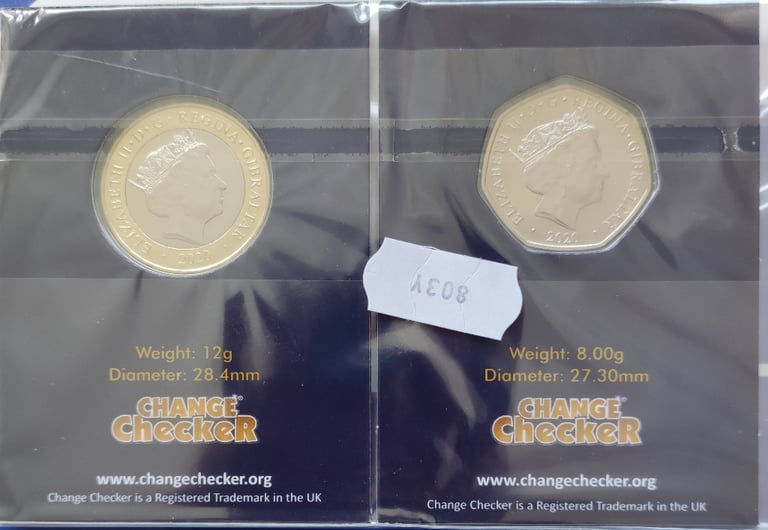 ELIZABETH II · D · G · REGINA · GIBRALTAR
· 2020 ·
ELIZABETH II · D · G · REGINA · GIBRALTAR
· 2020 ·
803Y
Weight: 12g
Diameter: 28.4mm
CHANGE
CHecKeR
www.changechecker.org
Change Checker is a Registered Trademark in the UK
Weight: 8.00g
Diameter: 27.30mm
CHANGE
CHecKeR
www.changechecker.org
Change Checker is a Registered Trademark in the UK